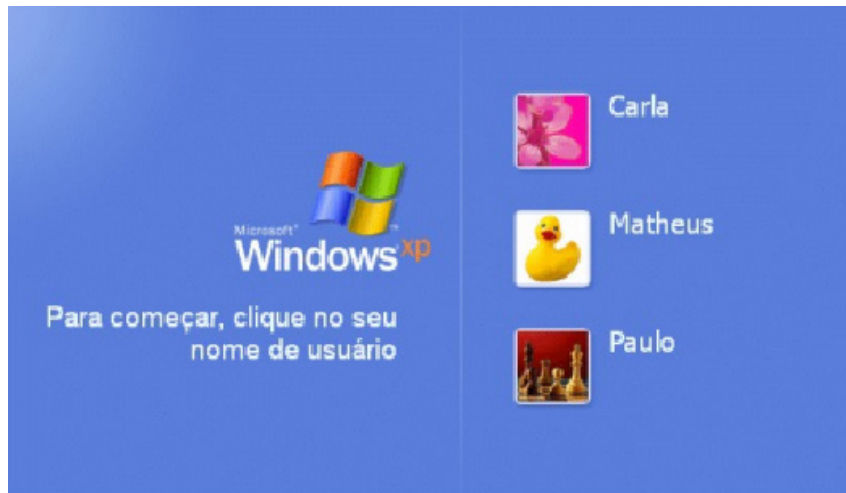 Microsoft
Windows xp
Para começar, clique no seu
nome de usuário
Carla
Matheus
Paulo